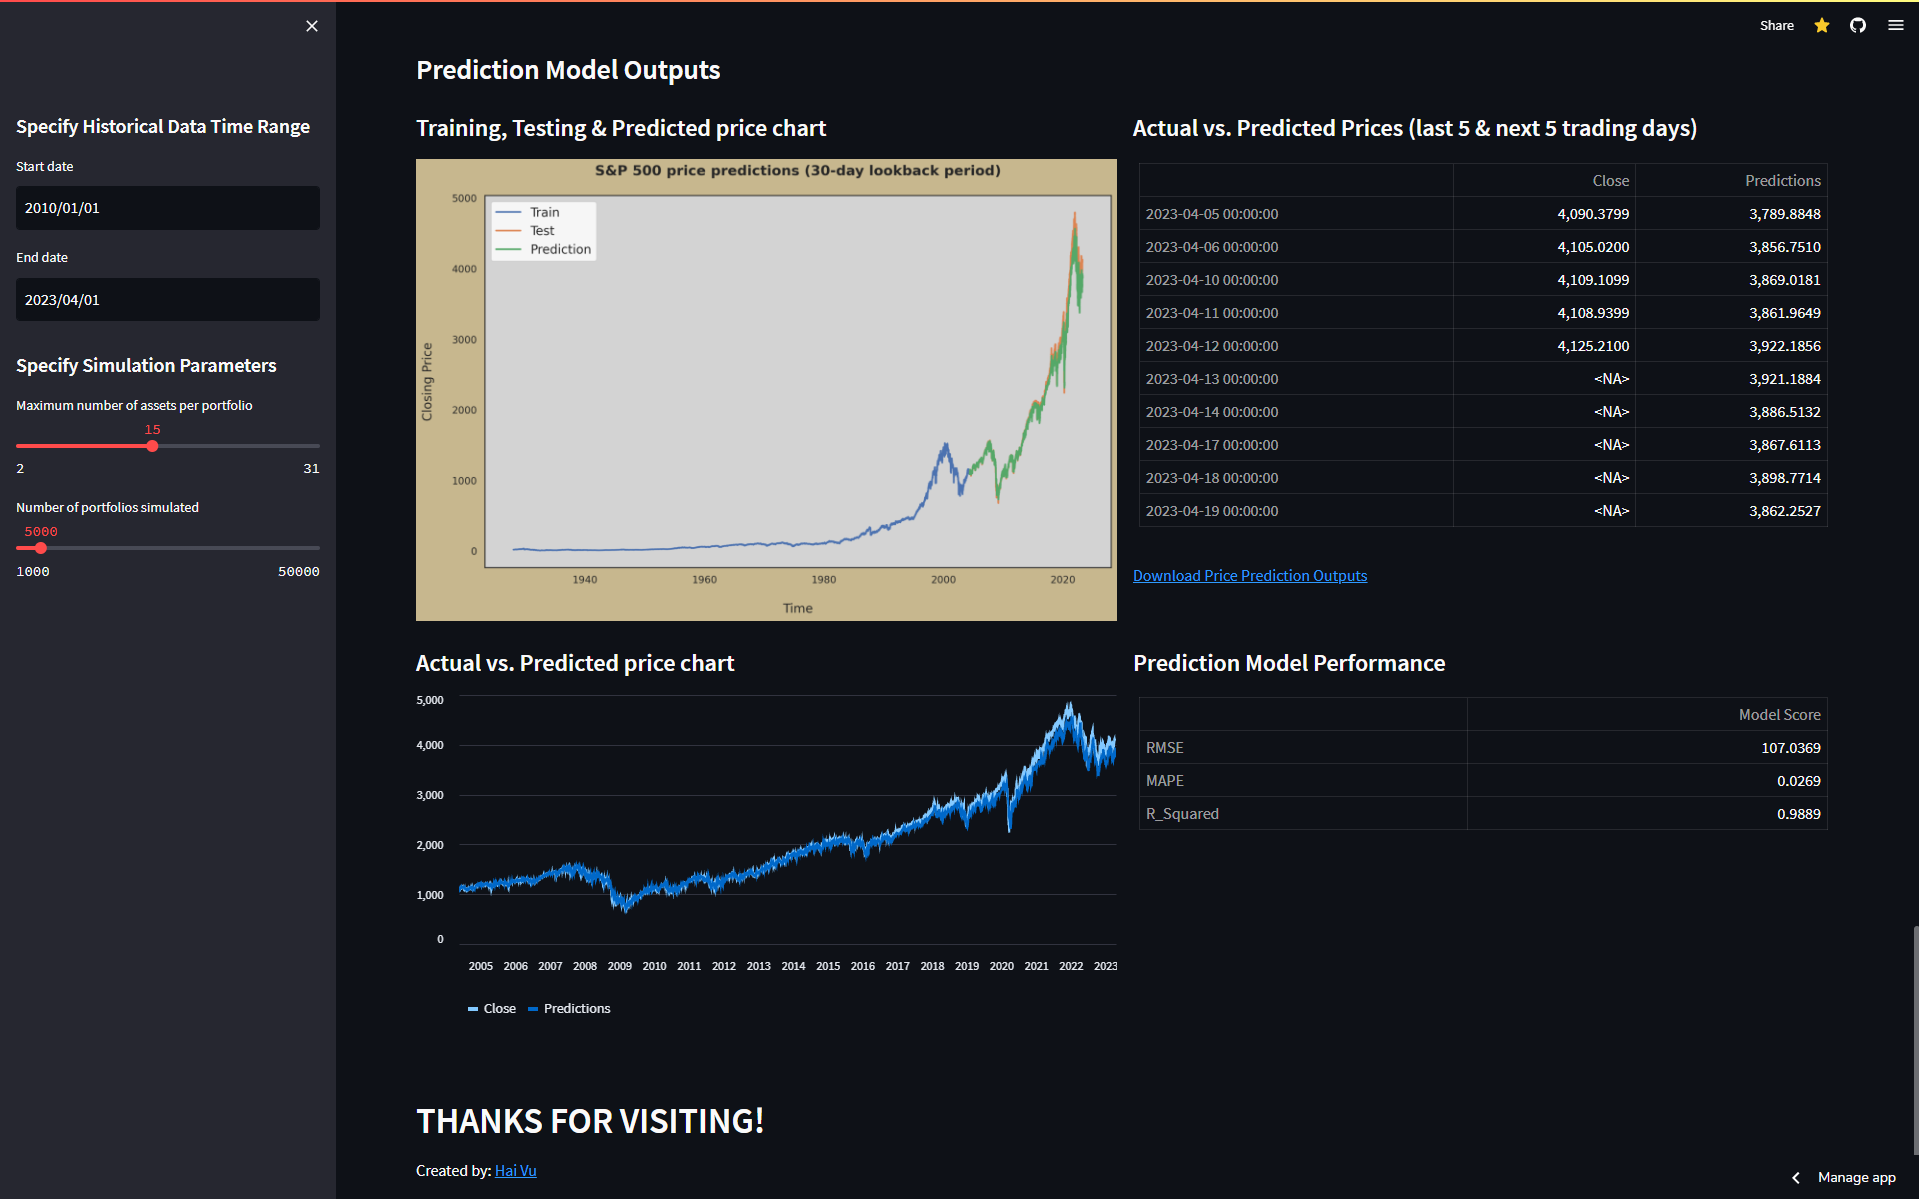 Share
Specify Historical Data Time Range
Start date
2010/01/01
End date
2023/04/01
Specify Simulation Parameters
Maximum number of assets per portfolio
15
2 31
Number of portfolios simulated
5000
1000 50000
Prediction Model Outputs
Training, Testing & Predicted price chart
S&P 500 price predictions (30-day lookback period)
Train
Test
Prediction
5000
4000
3000
2000
1000
0
Closing Price
1940 1960 1980 2000 2020
Time
Actual vs. Predicted Prices (last 5 & next 5 trading days)
Close Predictions
2023-04-05 00:00:00 4,090.3799 3,789.8848
2023-04-06 00:00:00 4,105.0200 3,856.7510
2023-04-10 00:00:00 4,109.1099 3,869.0181
2023-04-11 00:00:00 4,108.9399 3,861.9649
2023-04-12 00:00:00 4,125.2100 3,922.1856
2023-04-13 00:00:00 <NA> 3,921.1884
2023-04-14 00:00:00 <NA> 3,886.5132
2023-04-17 00:00:00 <NA> 3,867.6113
2023-04-18 00:00:00 <NA> 3,898.7714
2023-04-19 00:00:00 <NA> 3,862.2527
Download Price Prediction Outputs
Actual vs. Predicted price chart
5,000
4,000
3,000
2,000
1,000
0
2005 2006 2007 2008 2009 2010 2011 2012 2013 2014 2015 2016 2017 2018 2019 2020 2021 2022 2023
Close Predictions
Prediction Model Performance
Model Score
RMSE 107.0369
MAPE 0.0269
R_Squared 0.9889
THANKS FOR VISITING!
Created by: Hai Vu
Manage app